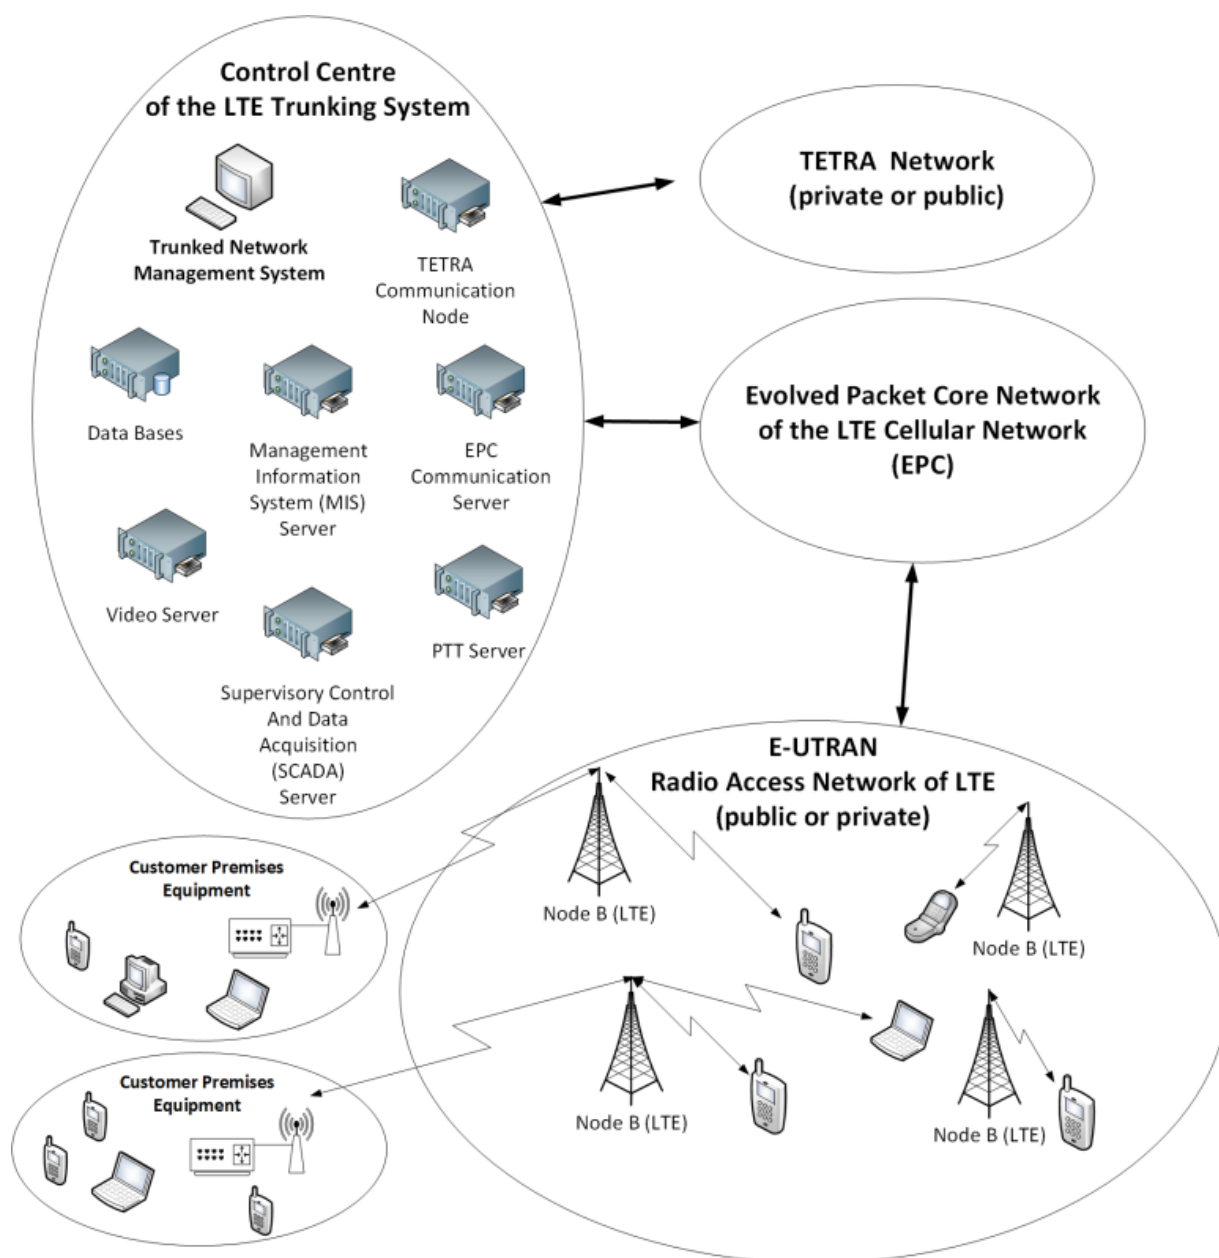 Control Centre
of the LTE Trunking System
Trunked Network
Management System
TETRA
Communication
Node
Data Bases
Management
Information
System (MIS)
Server
EPC
Communication
Server
Video Server
PTT Server
Supervisory Control
And Data
Acquisition
(SCADA)
Server
TETRA Network
(private or public)
Evolved Packet Core Network
of the LTE Cellular Network
(EPC)
E-UTRAN
Radio Access Network of LTE
(public or private)
Node B (LTE)
Node B (LTE)
Node B (LTE)
Node B (LTE)
Customer Premises
Equipment
Customer Premises
Equipment